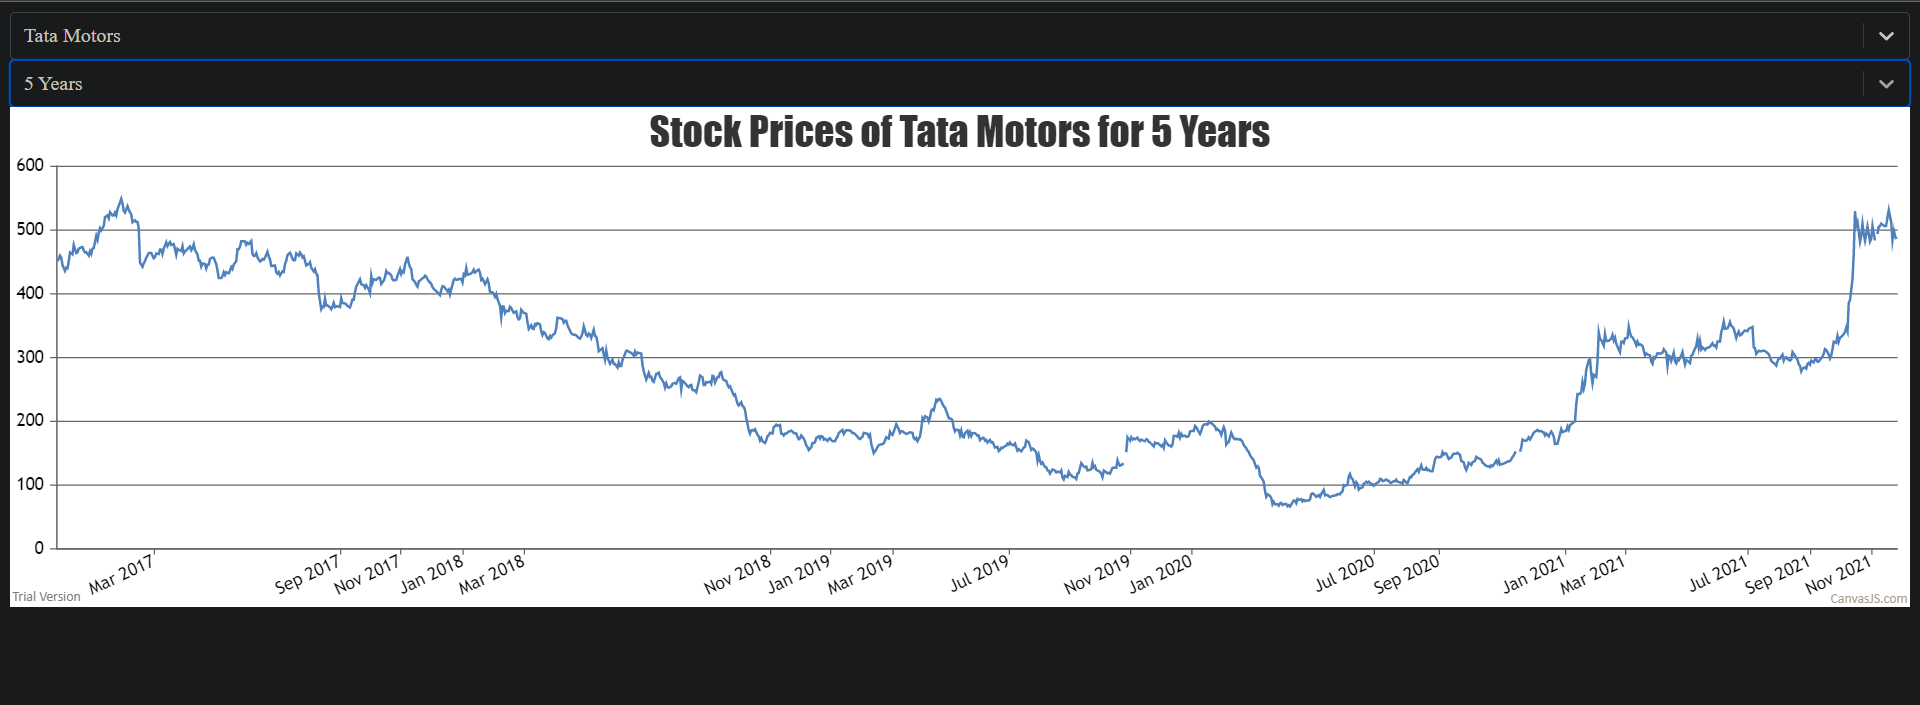 Tata Motors
5 Years
Stock Prices of Tata Motors for 5 Years
600
500
400
300
200
100
0
Mar 2017 Sep 2017 Nov 2017 Jan 2018 Mar 2018 Nov 2018 Jan 2019 Mar 2019 Jul 2019 Nov 2019 Jan 2020 Jul 2020 Sep 2020 Jan 2021 Mar 2021 Jul 2021 Sep 2021 Nov 2021
Trial Version CanvasJS.com